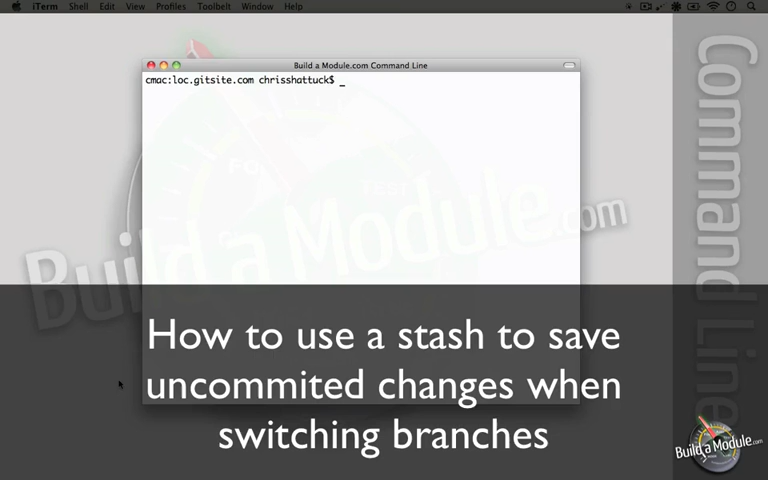 iTerm Shell Edit View Profiles Toolbelt Window Help
Build a Module.com Command Line
cmac:loc.gitsite.com chrisshattuck$ _
Build a Module.com
Command Line
How to use a stash to save
uncommited changes when
switching branches
Build a Module.com